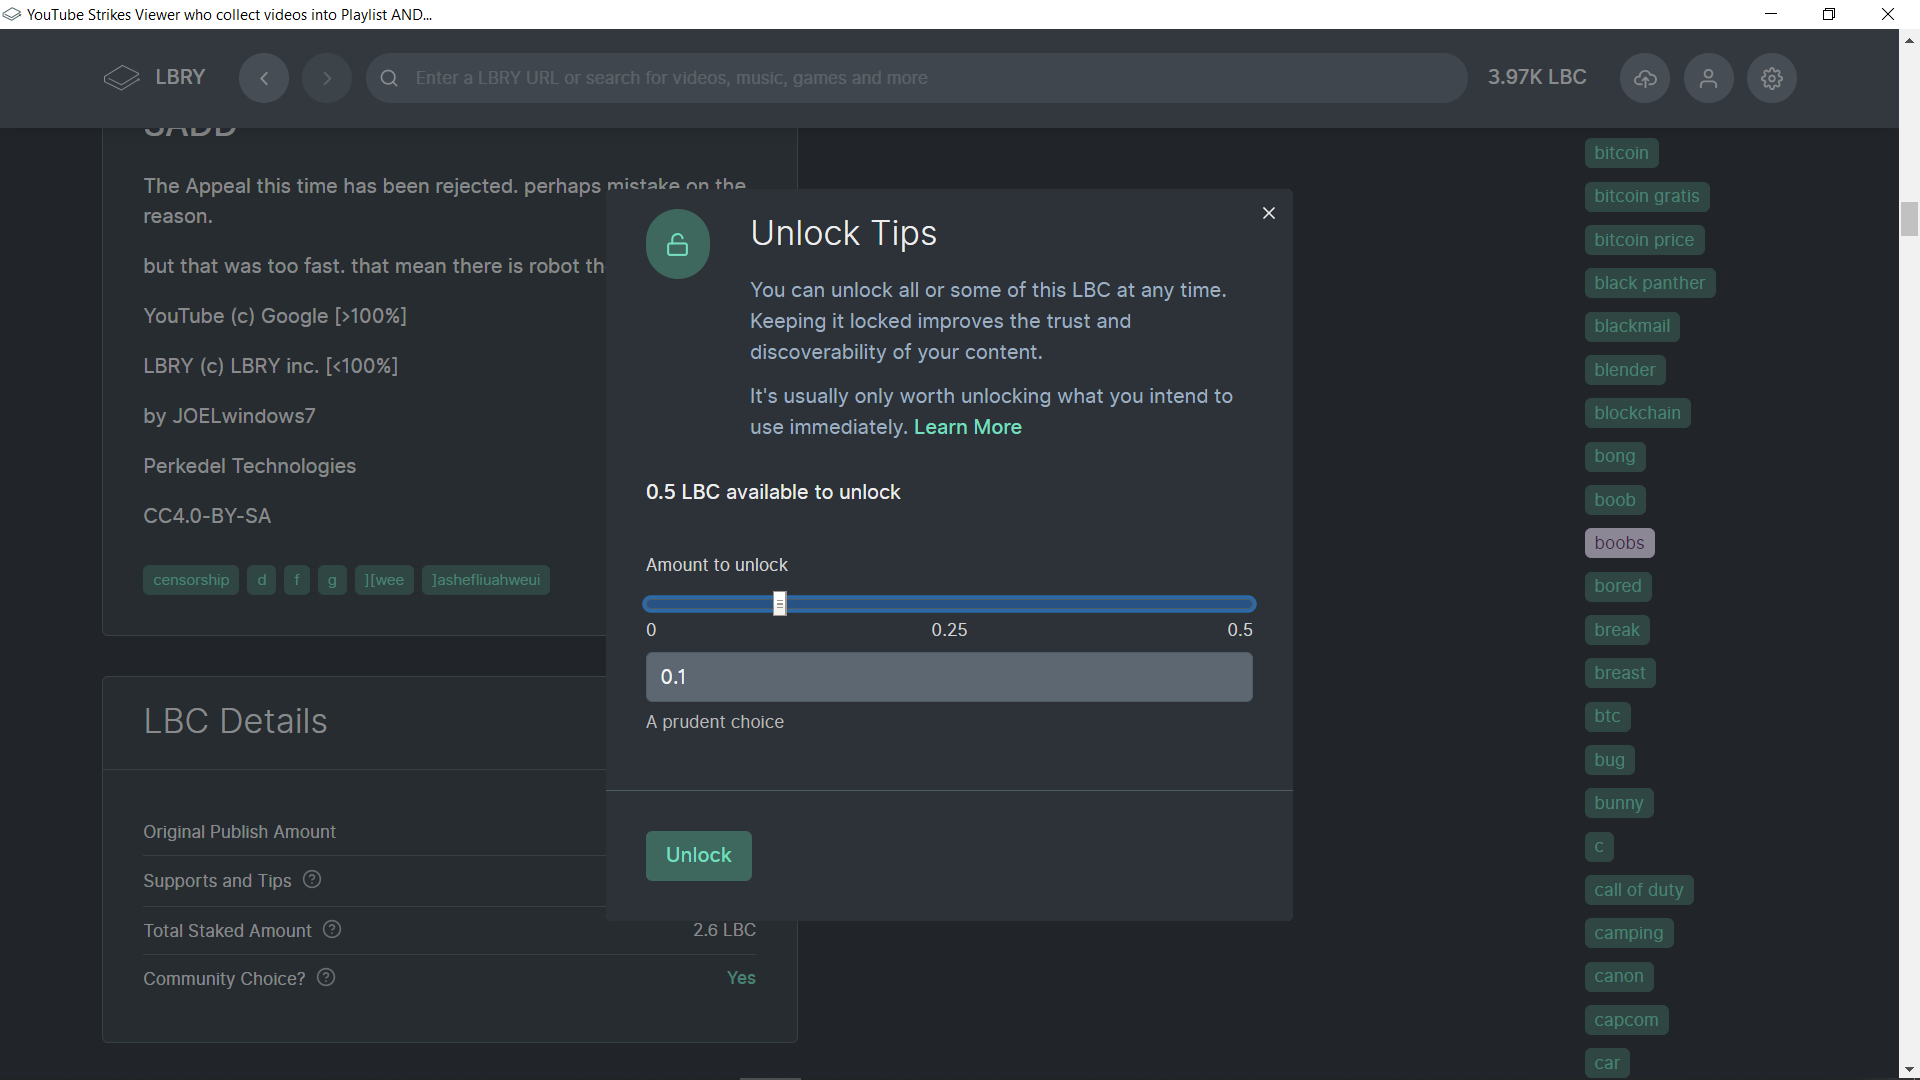 YouTube Strikes Viewer who collect videos into Playlist AND...
LBRY
Enter a LBRY URL or search for videos, music, games and more
3.97K LBC
The Appeal this time has been rejected. perhaps mistake on the
reason.
but that was too fast. that mean there is robot th
YouTube (c) Google [>100%]
LBRY (c) LBRY inc. [<100%]
by JOELwindows7
Perkedel Technologies
CC4.0-BY-SA
censorship d f g ][wee ]ashefliuahweui
LBC Details
Original Publish Amount
Supports and Tips ?
Total Staked Amount ? 2.6 LBC
Community Choice? ? Yes
Unlock Tips
You can unlock all or some of this LBC at any time.
Keeping it locked improves the trust and
discoverability of your content.
It's usually only worth unlocking what you intend to
use immediately. Learn More
0.5 LBC available to unlock
Amount to unlock
0 0.25 0.5
0.1
A prudent choice
Unlock
bitcoin
bitcoin gratis
bitcoin price
black panther
blackmail
blender
blockchain
bong
boob
boobs
bored
break
breast
btc
bug
bunny
c
call of duty
camping
canon
capcom
car